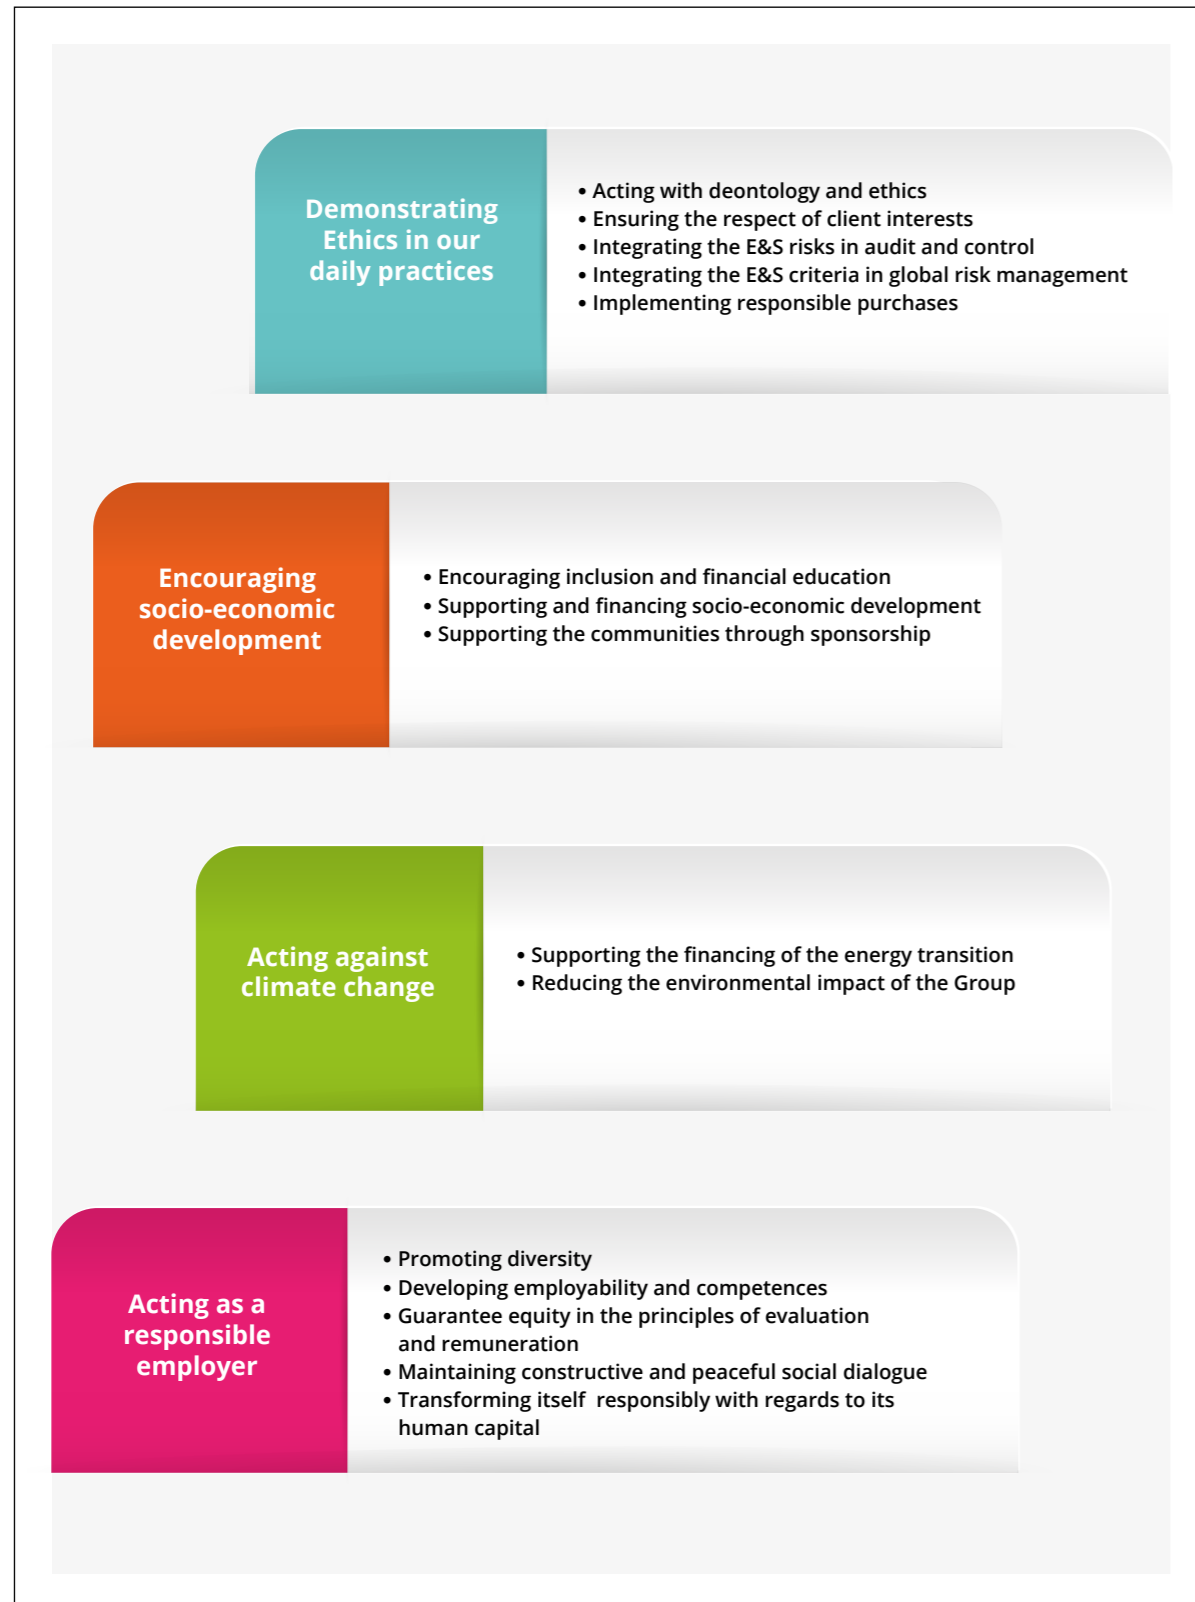 Demonstrating
Ethics in our
daily practices
• Acting with deontology and ethics
• Ensuring the respect of client interests
• Integrating the E&S risks in audit and control
• Integrating the E&S criteria in global risk management
• Implementing responsible purchases
Encouraging
socio-economic
development
• Encouraging inclusion and financial education
• Supporting and financing socio-economic development
• Supporting the communities through sponsorship
Acting against
climate change
• Supporting the financing of the energy transition
• Reducing the environmental impact of the Group
Acting as a
responsible
employer
• Promoting diversity
• Developing employability and competences
• Guarantee equity in the principles of evaluation
and remuneration
• Maintaining constructive and peaceful social dialogue
• Transforming itself  responsibly with regards to its
human capital